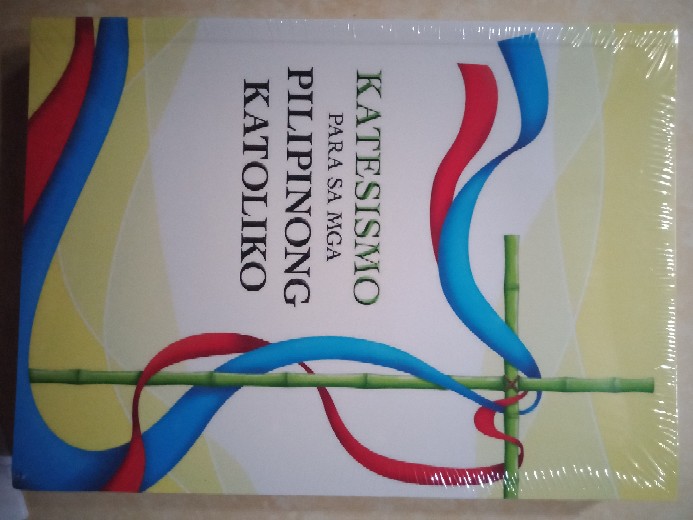 KATESISMO
PARA SA MGA
PILIPINONG
KATOLIKO